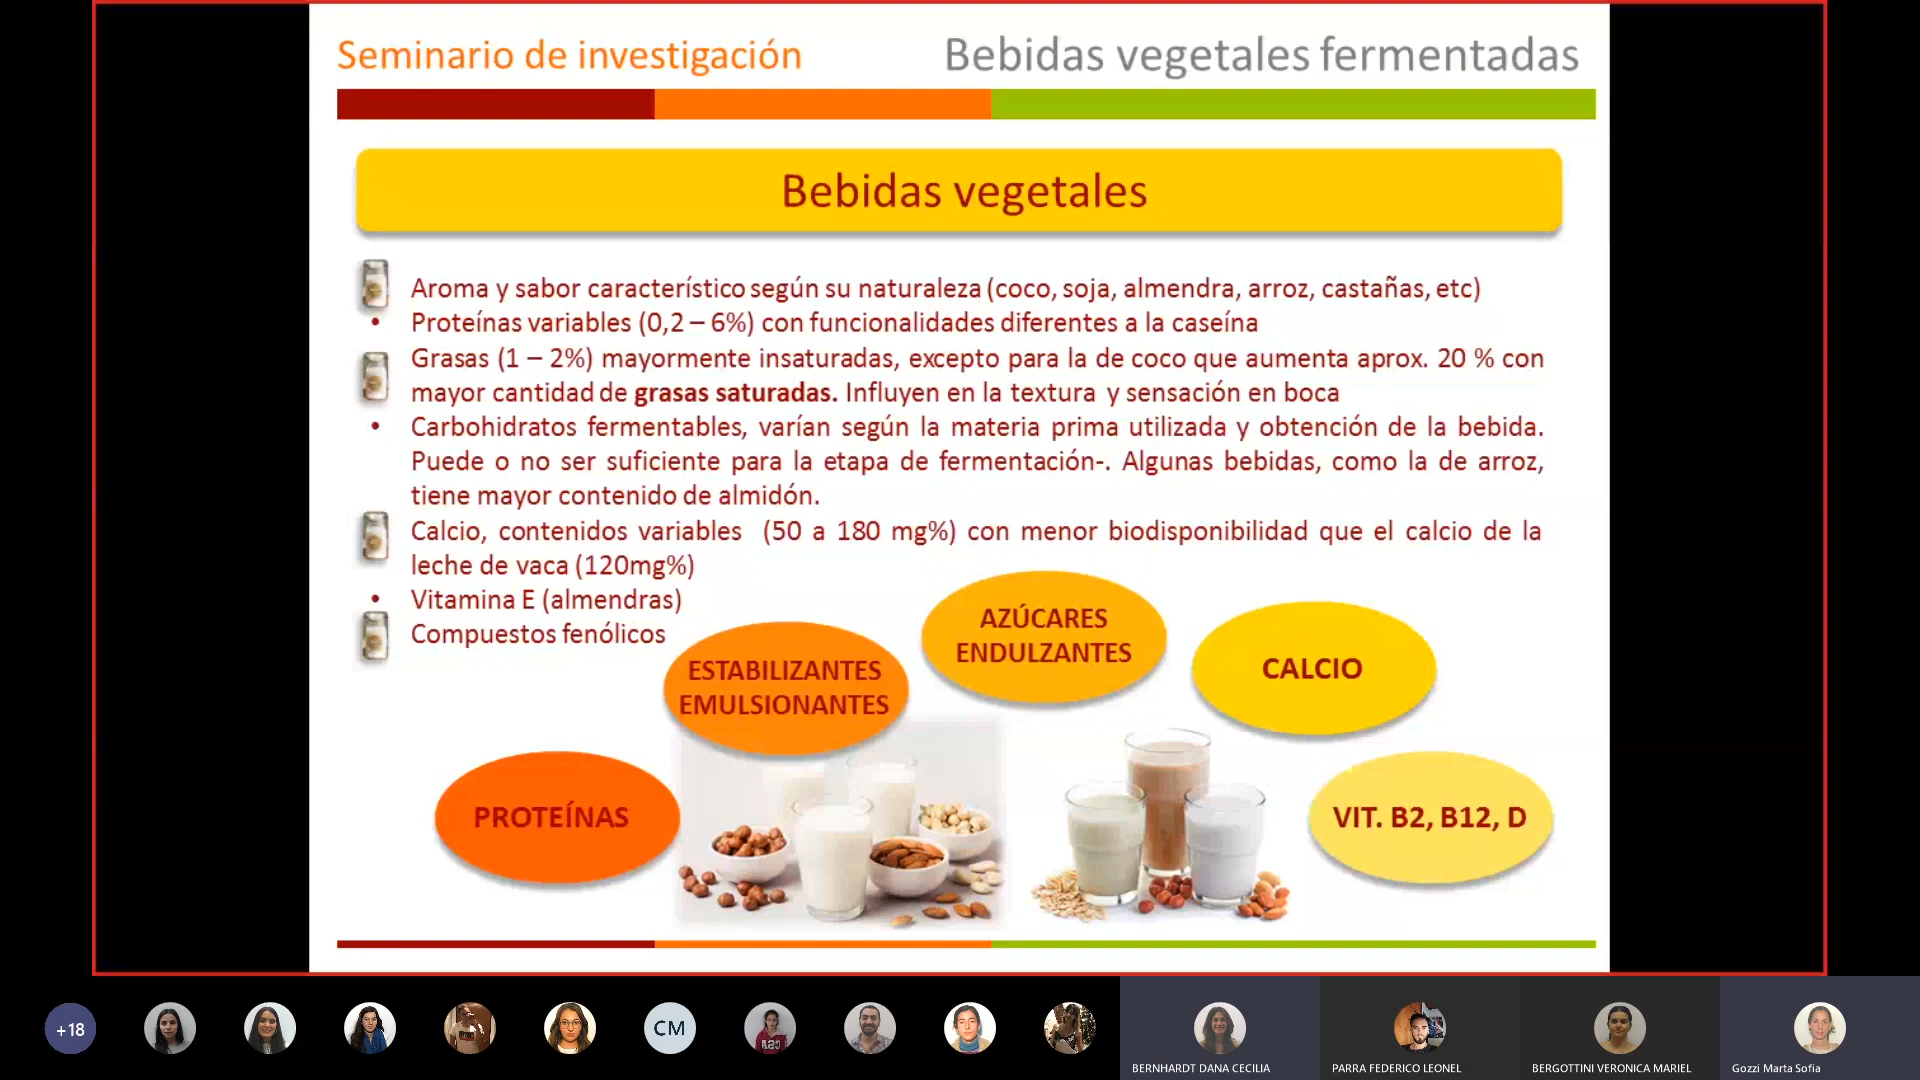 Seminario de investigación
Bebidas vegetales fermentadas
Bebidas vegetales
Aroma y sabor característico según su naturaleza (coco, soja, almendra, arroz, castañas, etc)
• Proteínas variables (0,2 – 6%) con funcionalidades diferentes a la caseína
Grasas (1 – 2%) mayormente insaturadas, excepto para la de coco que aumenta aprox. 20 % con
mayor cantidad de grasas saturadas. Influyen en la textura y sensación en boca
• Carbohidratos fermentables, varían según la materia prima utilizada y obtención de la bebida.
Puede o no ser suficiente para la etapa de fermentación-. Algunas bebidas, como la de arroz,
tiene mayor contenido de almidón.
Calcio, contenidos variables (50 a 180 mg%) con menor biodisponibilidad que el calcio de la
leche de vaca (120mg%)
• Vitamina E (almendras)
Compuestos fenólicos
AZÚCARES
ENDULZANTES
ESTABILIZANTES
EMULSIONANTES
CALCIO
PROTEÍNAS
VIT. B2, B12, D
+18
CM
BERNHARDT DANA CECILIA
PARRA FEDERICO LEONEL
BERGOTTINI VERONICA MARIEL
Gozzi Marta Sofia